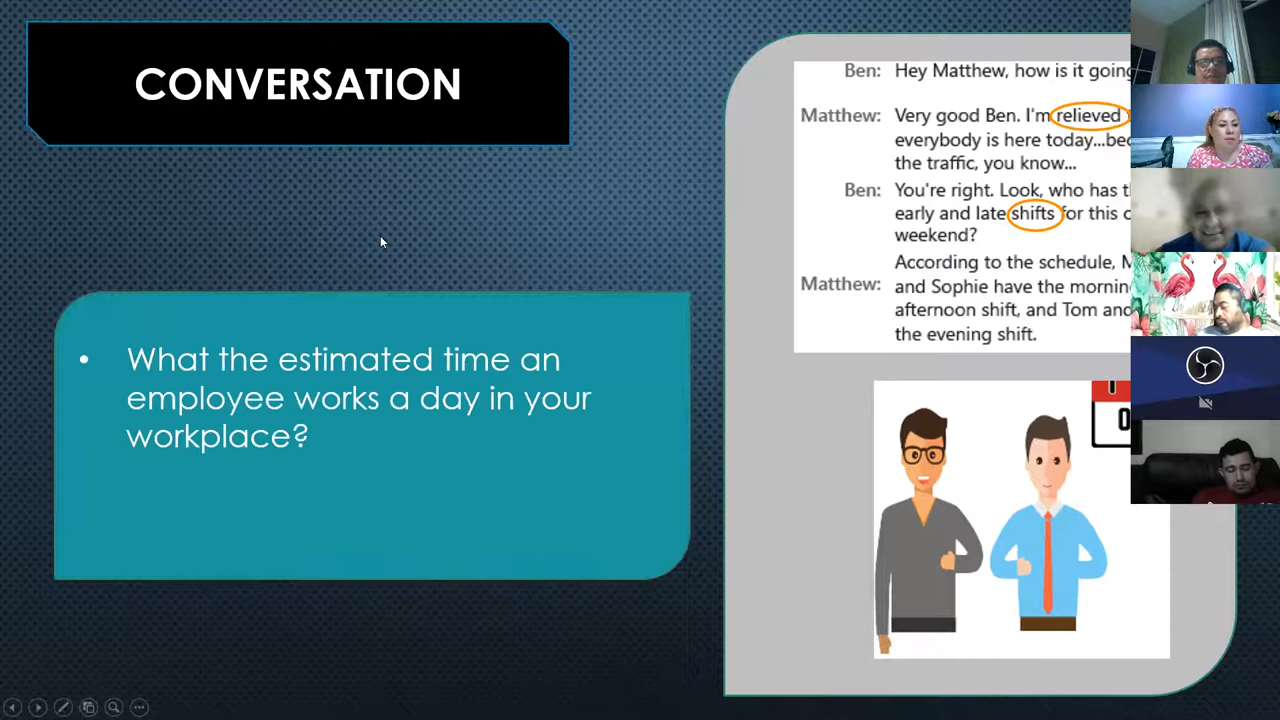 CONVERSATION
What the estimated time an
employee works a day in your
workplace?
Ben: Hey Matthew, how is it going
Matthew: Very good Ben. I'm relieved
everybody is here today...bec
the traffic, you know...
Ben: You're right. Look, who has th
early and late shifts for this
weekend?
According to the schedule, M
Matthew: and Sophie have the mornin
afternoon shift, and Tom and
the evening shift.
0